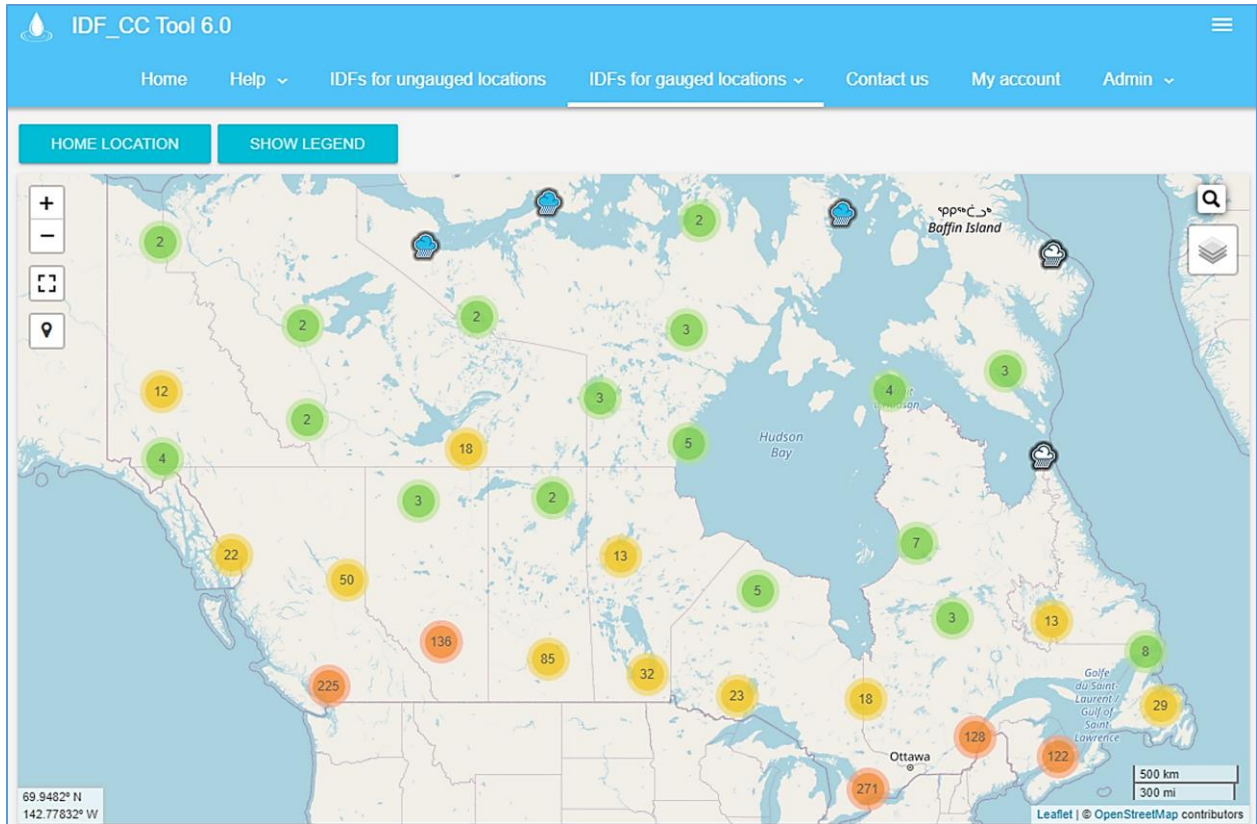 IDF_CC Tool 6.0
Home Help IDFs for ungauged locations IDFs for gauged locations Contact us My account Admin
HOME LOCATION SHOW LEGEND
+
−
2
2
ᕿᑭᖅᑖᓗᒃ
Baffin Island
2
2
3
12
3
3
4
2
18
5
Hudson
Bay
4
3
2
7
22
50
13
5
3
13
136
85
32
8
225
23
18
Golfe
du Saint-
Laurent /
Gulf of
Saint
Lawrence
29
128
122
Ottawa
271
500 km
300 mi
69.9482° N
142.77832° W
Leaflet | © OpenStreetMap contributors